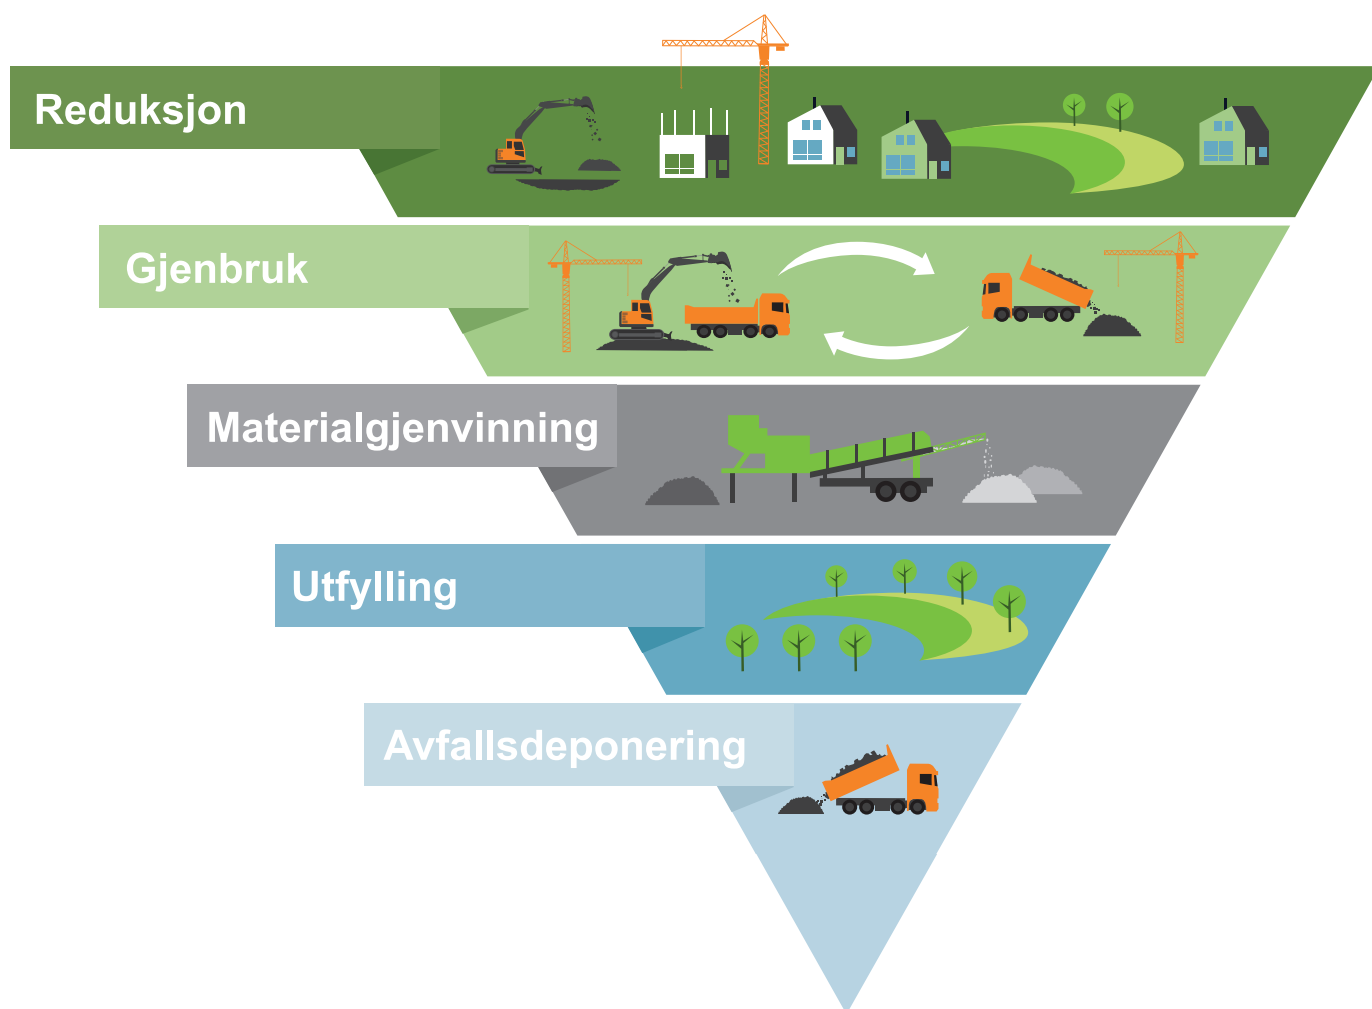 Reduksjon
Gjenbruk
Materialgjenvinning
Utfylling
Avfallsdeponering